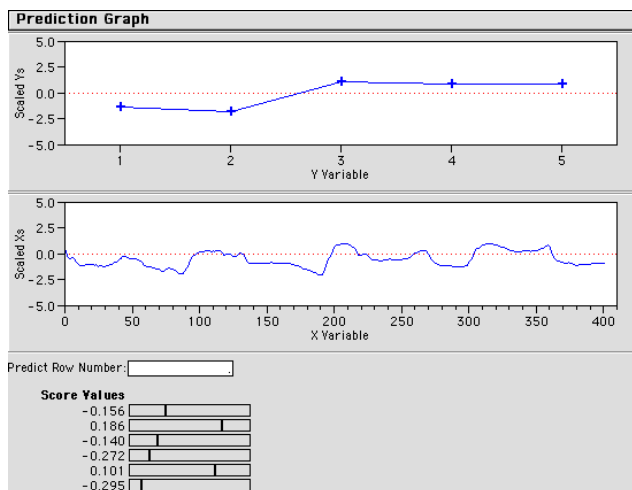 Prediction Graph
5.0
2.5
0.0
-2.5
-5.0
Scaled Ys
1 2 3 4 5
Y Variable
5.0
2.5
0.0
-2.5
-5.0
Scaled Xs
0 50 100 150 200 250 300 350 400
X Variable
Predict Row Number: .
Score Values
-0.156
0.186
-0.140
-0.272
0.101
-0.295